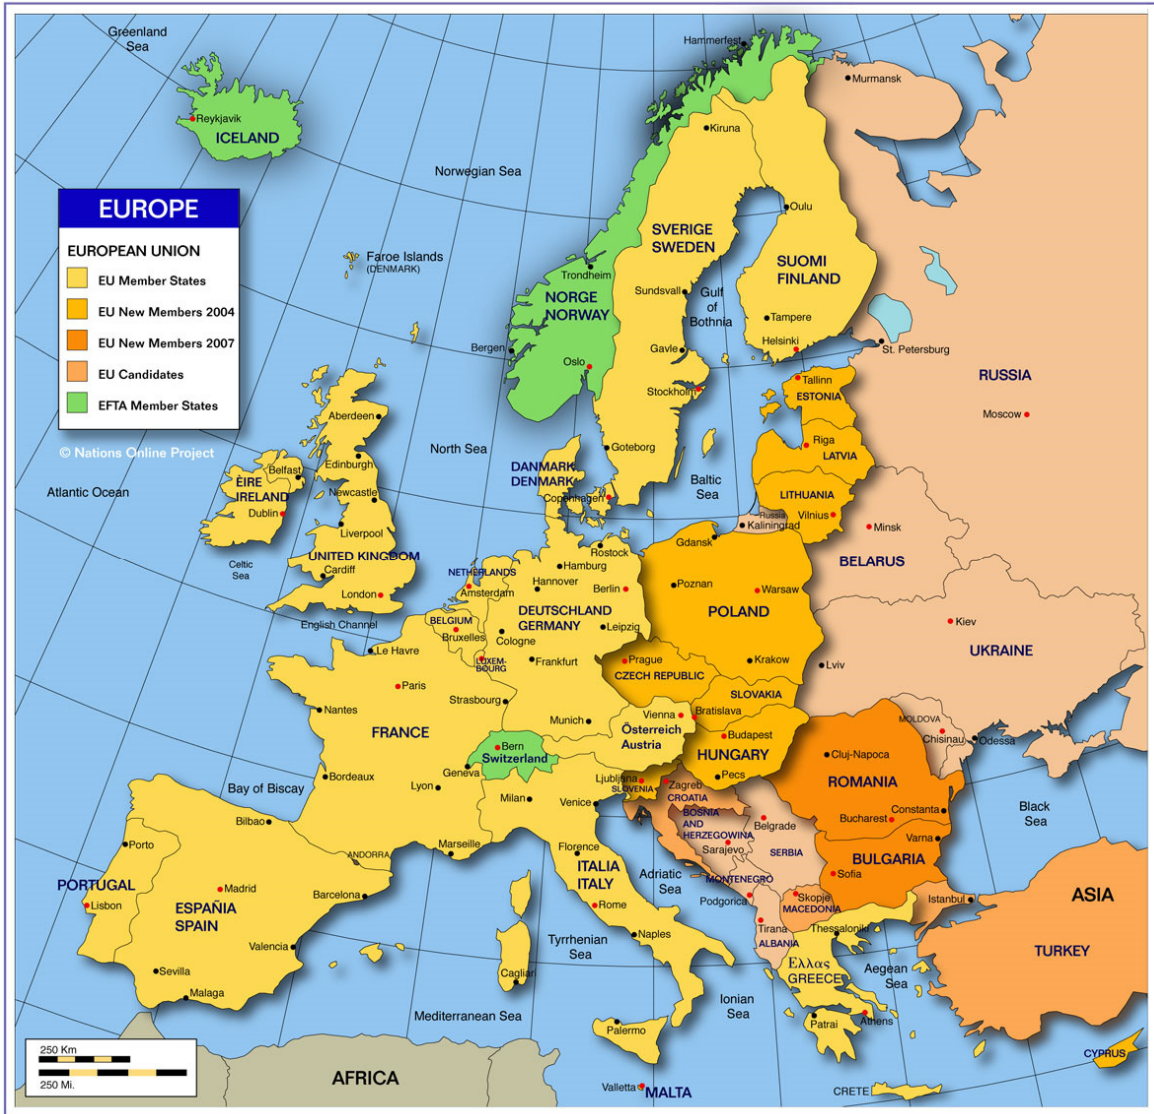 Greenland
Sea
Hammerfest
Murmansk
Reykjavik
ICELAND
Kiruna
Norwegian Sea
EUROPE
EUROPEAN UNION
EU Member States
EU New Members 2004
EU New Members 2007
EU Candidates
EFTA Member States
© Nations Online Project
Faroe Islands
(DENMARK)
Oulu
SVERIGE
SWEDEN
SUOMI
FINLAND
Trondheim
NORGE
NORWAY
Sundsvall
Gulf
of
Bothnia
Tampere
Helsinki
St. Petersburg
Bergen
Oslo
Gavle
Stockholm
Tallinn
ESTONIA
RUSSIA
Moscow
Aberdeen
North Sea
Goteborg
Riga
LATVIA
Edinburgh
Belfast
ÈIRE
IRELAND
Dublin
Newcastle
Liverpool
Atlantic Ocean
DANMARK
DENMARK
Copenhagen
Baltic
Sea
LITHUANIA
Vilnius
Russia
Kaliningrad
Minsk
BELARUS
Celtic
Sea
UNITED KINGDOM
Cardiff
London
English Channel
NETHERLANDS
Amsterdam
Rostock
Hamburg
Hannover
Berlin
Gdansk
Poznan
Warsaw
POLAND
BELGIUM
Bruxelles
DEUTSCHLAND
GERMANY
Leipzig
Cologne
Kiev
UKRAINE
Le Havre
LUXEM-
BOURG
Frankfurt
Prague
CZECH REPUBLIC
Krakow
Lviv
Paris
Strasbourg
SLOVAKIA
Nantes
FRANCE
Munich
Vienna
Bratislava
Österreich
Austria
Budapest
HUNGARY
MOLDOVA
Chisinau
Odessa
Bern
Switzerland
Geneva
Cluj-Napoca
ROMANIA
Bordeaux
Lyon
Milan
Venice
Ljubljana
SLOVENIA
Zagreb
CROATIA
Pecs
Bay of Biscay
BOSNIA
AND
HERZEGOWINA
Sarajevo
Belgrade
SERBIA
Bucharest
Constanta
Varna
Black
Sea
Bilbao
Porto
ANDORRA
Marseille
Florence
ITALIA
ITALY
Adriatic
Sea
MONTENEGRO
Podgorica
BULGARIA
Sofia
PORTUGAL
Lisbon
Madrid
ESPAÑIA
SPAIN
Barcelona
Rome
Skopje
MACEDONIA
Tirana
ALBANIA
Istanbul
ASIA
Valencia
Sevilla
Malaga
Tyrrhenian
Sea
Naples
Thessaloniki
Ελλας
GREECE
Aegean
Sea
TURKEY
Cagliari
Mediterranean Sea
Palermo
Ionian
Sea
Patrai
Athens
CYPRUS
250 Km
250 Mi.
AFRICA
Valletta
MALTA
CRETE